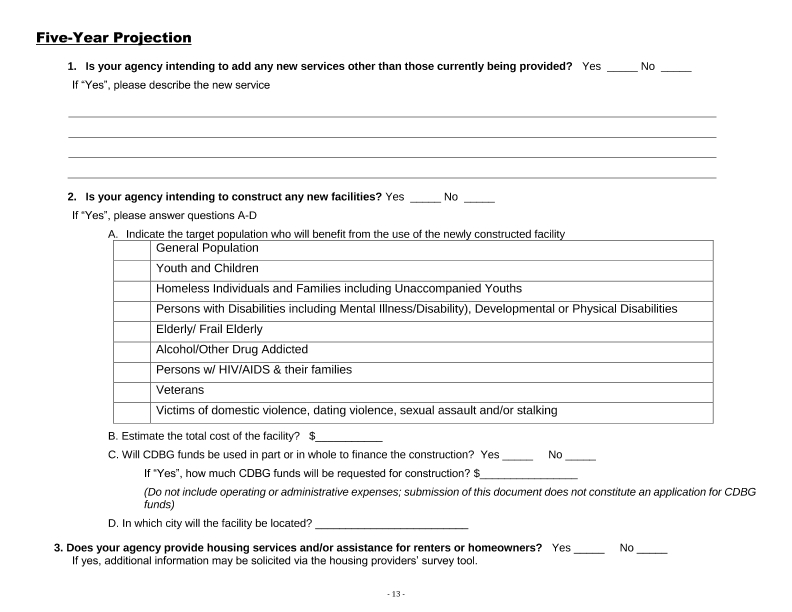 Five-Year Projection
1. Is your agency intending to add any new services other than those currently being provided? Yes _____ No _____
If “Yes”, please describe the new service
2. Is your agency intending to construct any new facilities? Yes _____ No _____
If “Yes”, please answer questions A-D
A. Indicate the target population who will benefit from the use of the newly constructed facility
General Population
Youth and Children
Homeless Individuals and Families including Unaccompanied Youths
Persons with Disabilities including Mental Illness/Disability), Developmental or Physical Disabilities
Elderly/ Frail Elderly
Alcohol/Other Drug Addicted
Persons w/ HIV/AIDS & their families
Veterans
Victims of domestic violence, dating violence, sexual assault and/or stalking
B. Estimate the total cost of the facility? $___________
C. Will CDBG funds be used in part or in whole to finance the construction? Yes _____ No _____
If “Yes”, how much CDBG funds will be requested for construction? $________________
(Do not include operating or administrative expenses; submission of this document does not constitute an application for CDBG
funds)
D. In which city will the facility be located? _________________________
3. Does your agency provide housing services and/or assistance for renters or homeowners? Yes _____ No _____
If yes, additional information may be solicited via the housing providers’ survey tool.
- 13 -